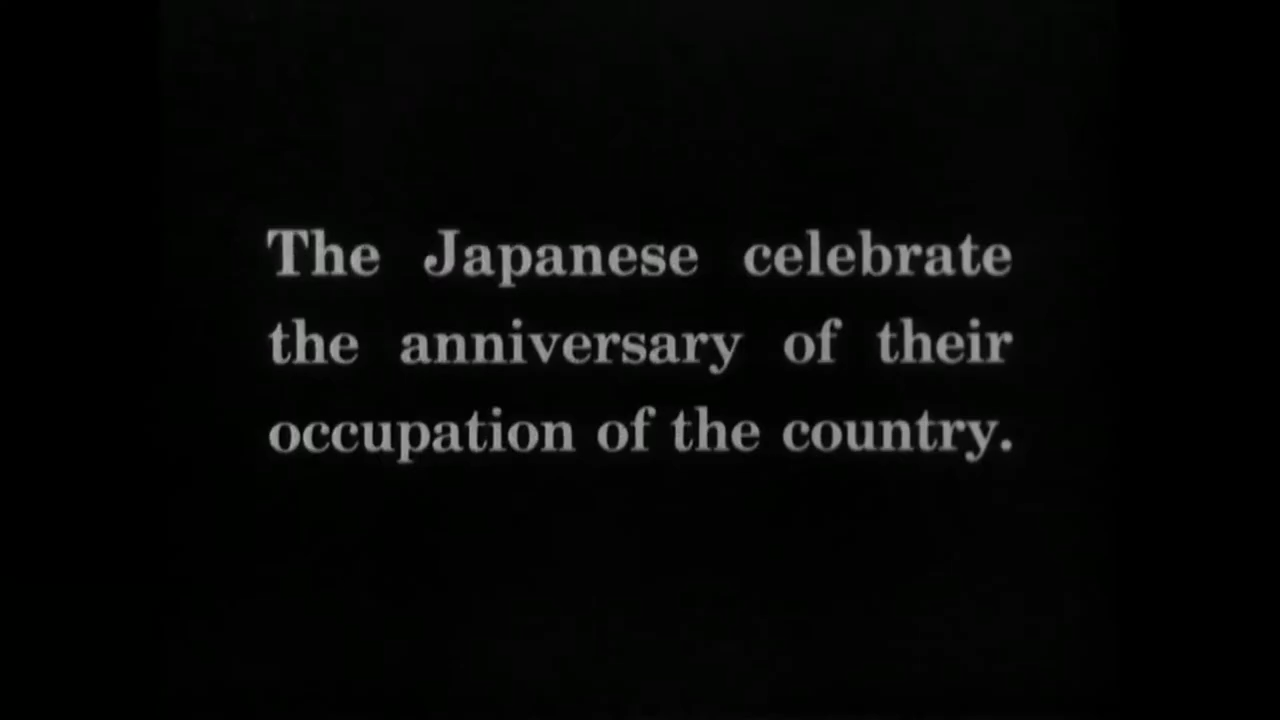 The Japanese celebrate
the anniversary of their
occupation of the country.